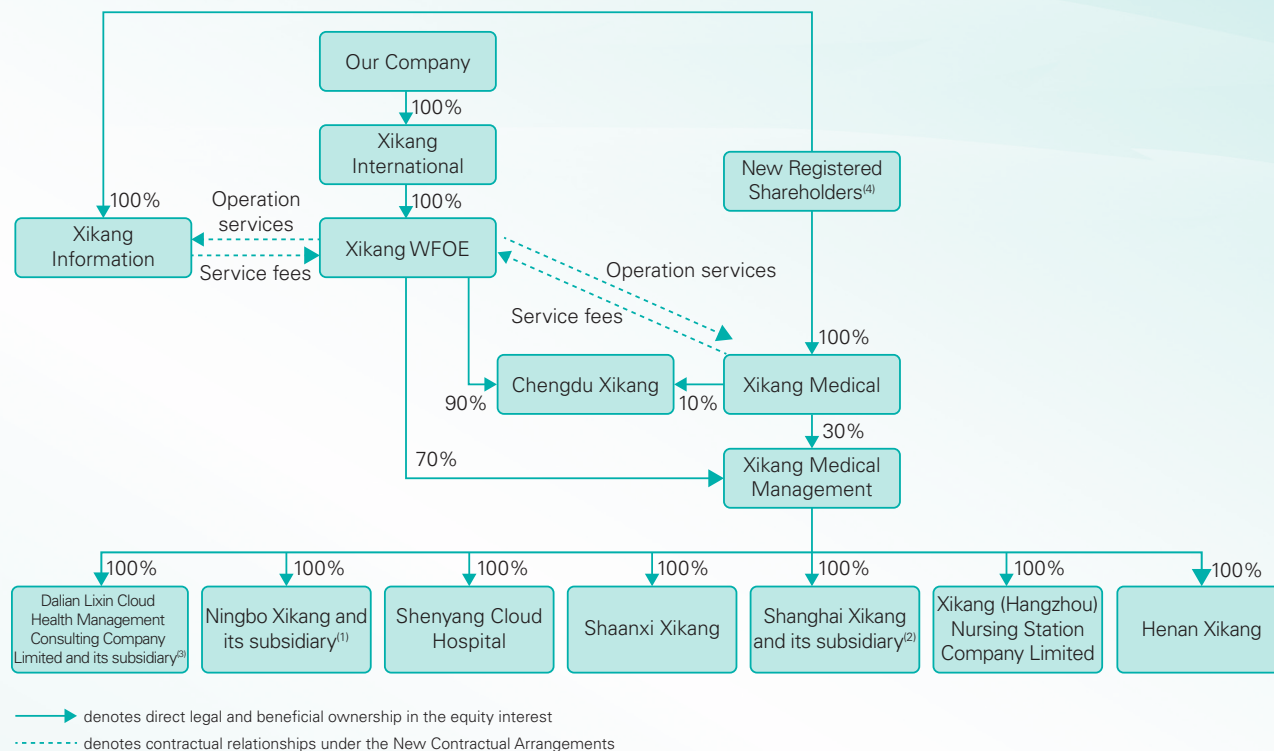 Our Company
100%
Xikang
International
New Registered
Shareholders(4)
100%
100%
Operation
services
Xikang
Information
Xikang WFOE
Service fees
Operation services
Service fees
100%
Chengdu Xikang
Xikang Medical
90%
10%
30%
70%
Xikang Medical
Management
100%
100%
100%
100%
100%
100%
100%
Dalian Lixin Cloud
Health Management
Consulting Company
Limited and its subsidiary(3)
Ningbo Xikang and
its subsidiary(1)
Shenyang Cloud
Hospital
Shaanxi Xikang
Shanghai Xikang
and its subsidiary(2)
Xikang (Hangzhou)
Nursing Station
Company Limited
Henan Xikang
denotes direct legal and beneficial ownership in the equity interest
denotes contractual relationships under the New Contractual Arrangements